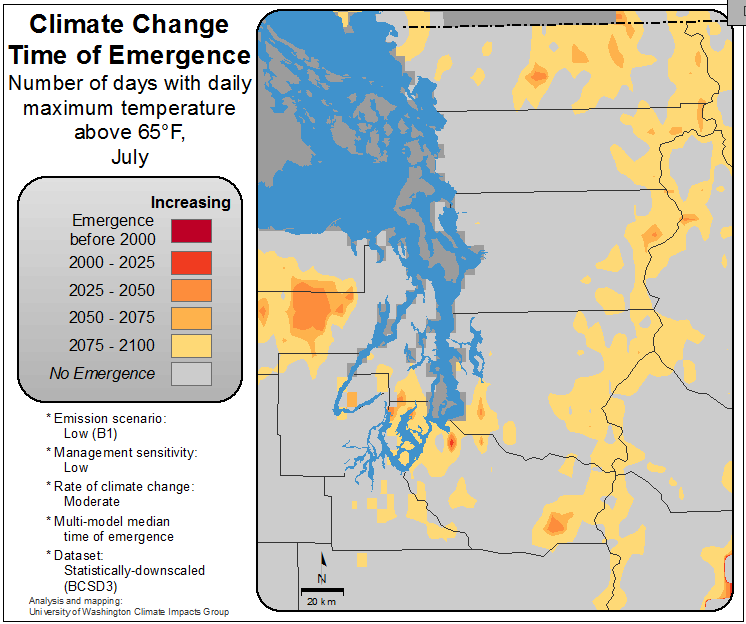 Climate Change
Time of Emergence
Number of days with daily
maximum temperature
above 65°F,
July
Increasing
Emergence
before 2000
2000 - 2025
2025 - 2050
2050 - 2075
2075 - 2100
No Emergence
* Emission scenario:
Low (B1)
* Management sensitivity:
Low
* Rate of climate change:
Moderate
* Multi-model median
time of emergence
* Dataset:
Statistically-downscaled
(BCSD3)
Analysis and mapping:
University of Washington Climate Impacts Group
N
20 km